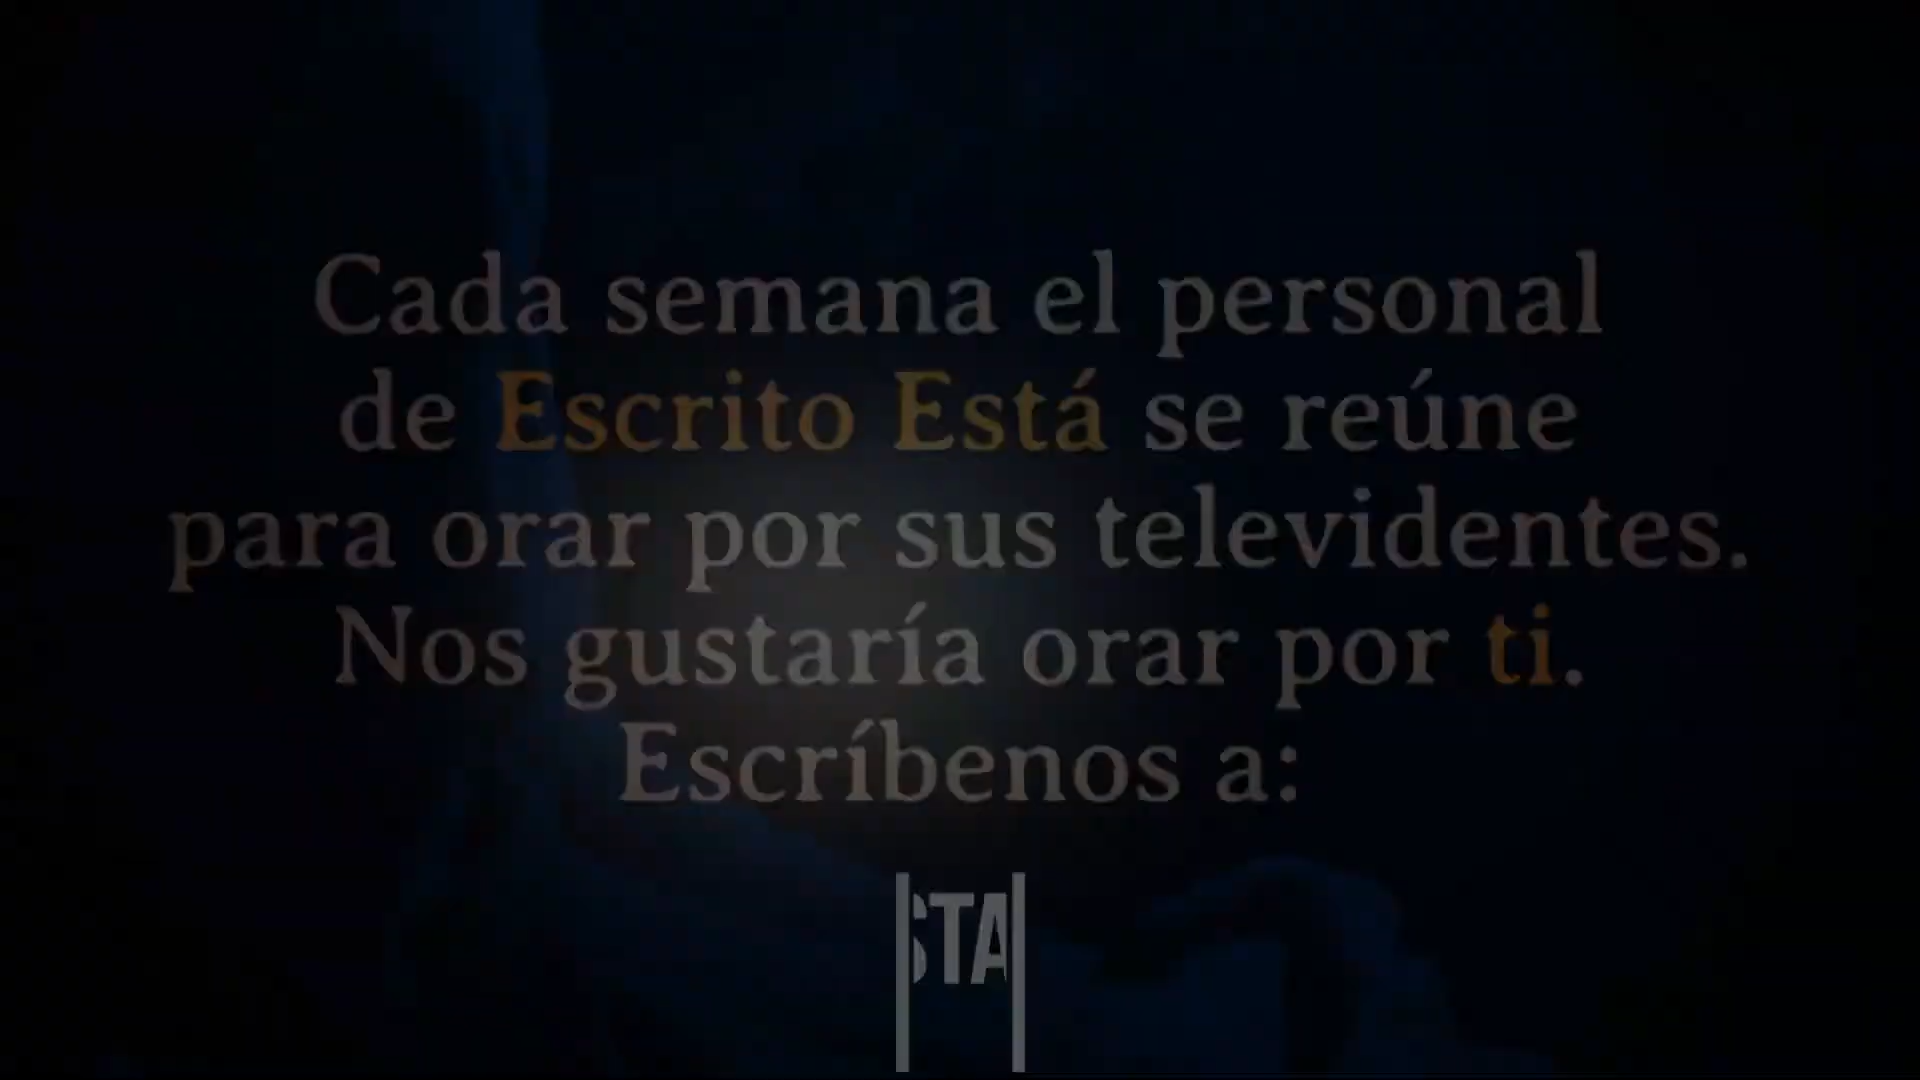 Cada semana el personal
de Escrito Está se reúne
para orar por sus televidentes.
Nos gustaría orar por ti.
Escríbenos a:
STA